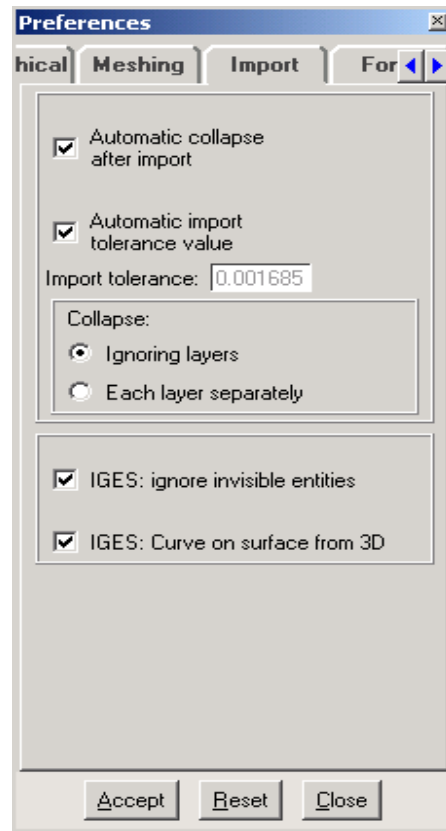 Preferences
hical Meshing Import For
Automatic collapse
after import
Automatic import
tolerance value
Import tolerance: 0.001685
Collapse:
Ignoring layers
Each layer separately
IGES: ignore invisible entities
IGES: Curve on surface from 3D
Accept Reset Close